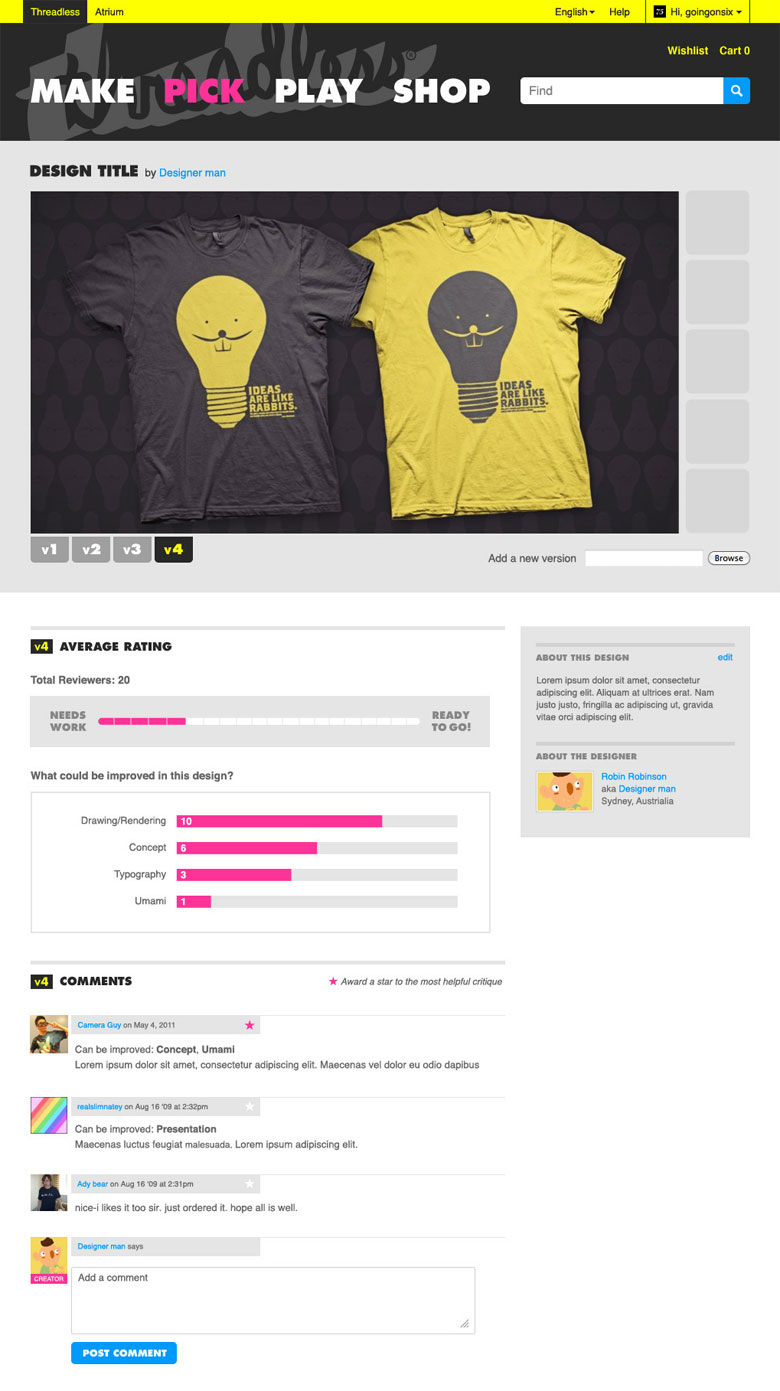 Threadless Atrium English Help 75 Hi, goingonsix
Wishlist Cart 0
Threadless
MAKE PICK PLAY SHOP Find
DESIGN TITLE by Designer man
IDEAS
ARE LIKE
RABBITS.
IDEAS
ARE LIKE
RABBITS.
v1 v2 v3 v4 Add a new version Browse
v4 AVERAGE RATING
Total Reviewers: 20
NEEDS WORK
READY TO GO!
What could be improved in this design?
Drawing/Rendering 10
Concept 6
Typography 3
Umami 1
ABOUT THIS DESIGN edit
Lorem ipsum dolor sit amet, consectetur
adipiscing elit. Aliquam at ultrices erat. Nam
justo justo, fringilla ac adipiscing ut, gravida
vitae orci adipiscing elit.
ABOUT THE DESIGNER
Robin Robinson
aka Designer man
Sydney, Austrialia
v4 COMMENTS ★ Award a star to the most helpful critique
Camera Guy on May 4, 2011 ★
Can be improved: Concept, Umami
Lorem ipsum dolor sit amet, consectetur adipiscing elit. Maecenas vel dolor eu odio dapibus
realslimnatey on Aug 16 '09 at 2:32pm ★
Can be improved: Presentation
Maecenas luctus feugiat malesuada. Lorem ipsum adipiscing elit.
Ady bear on Aug 16 '09 at 2:31pm ★
nice-i likes it too sir. just ordered it. hope all is well.
Designer man says
CREATOR
Add a comment
POST COMMENT